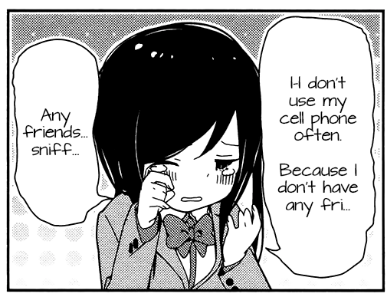 H don't
use my
cell phone
often.
Because I
don't have
any fri...
Any
friends...
sniff...